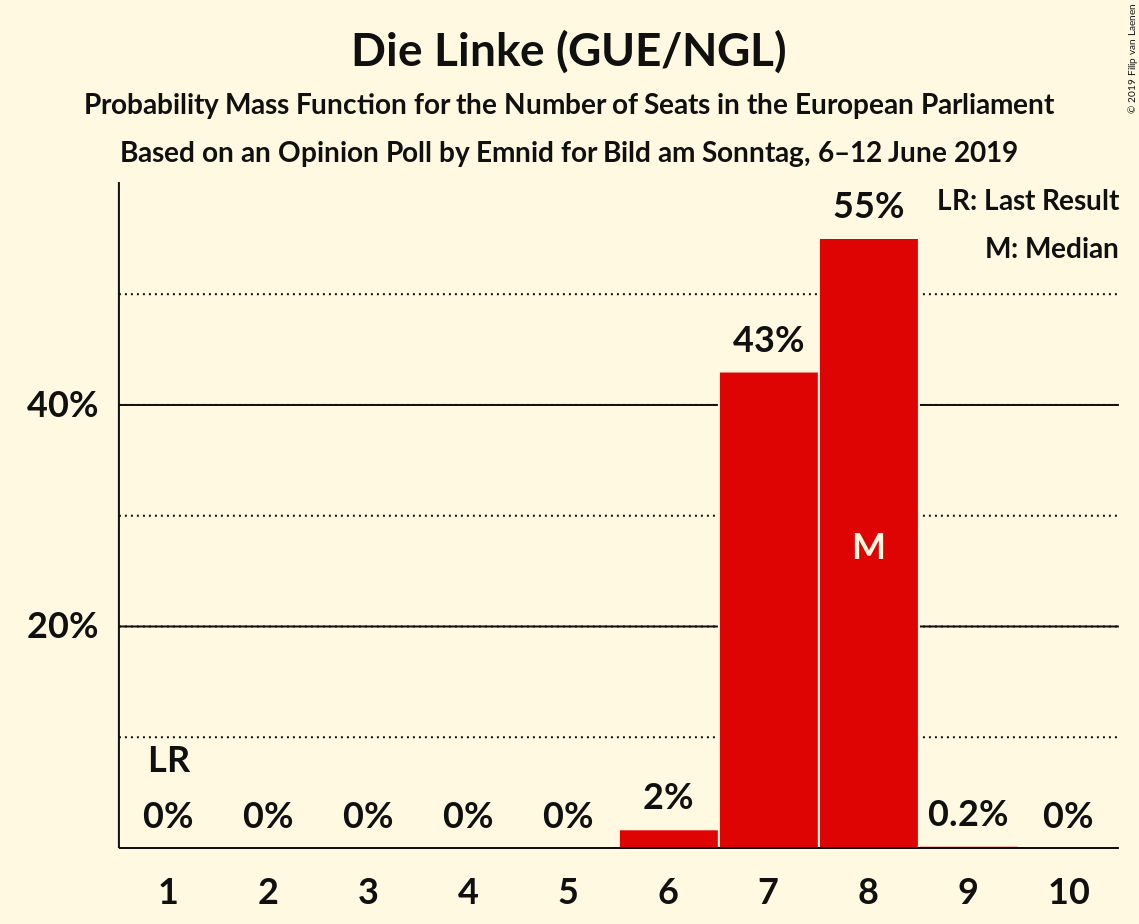 Die Linke (GUE/NGL)
Probability Mass Function for the Number of Seats in the European Parliament
Based on an Opinion Poll by Emnid for Bild am Sonntag, 6–12 June 2019
© 2019 Filip van Laenen
LR: Last Result
M: Median
55%
43%
40%
M
20%
LR
0%
0%
0%
0%
0%
2%
0.2%
0%
1
2
3
4
5
6
7
8
9
10